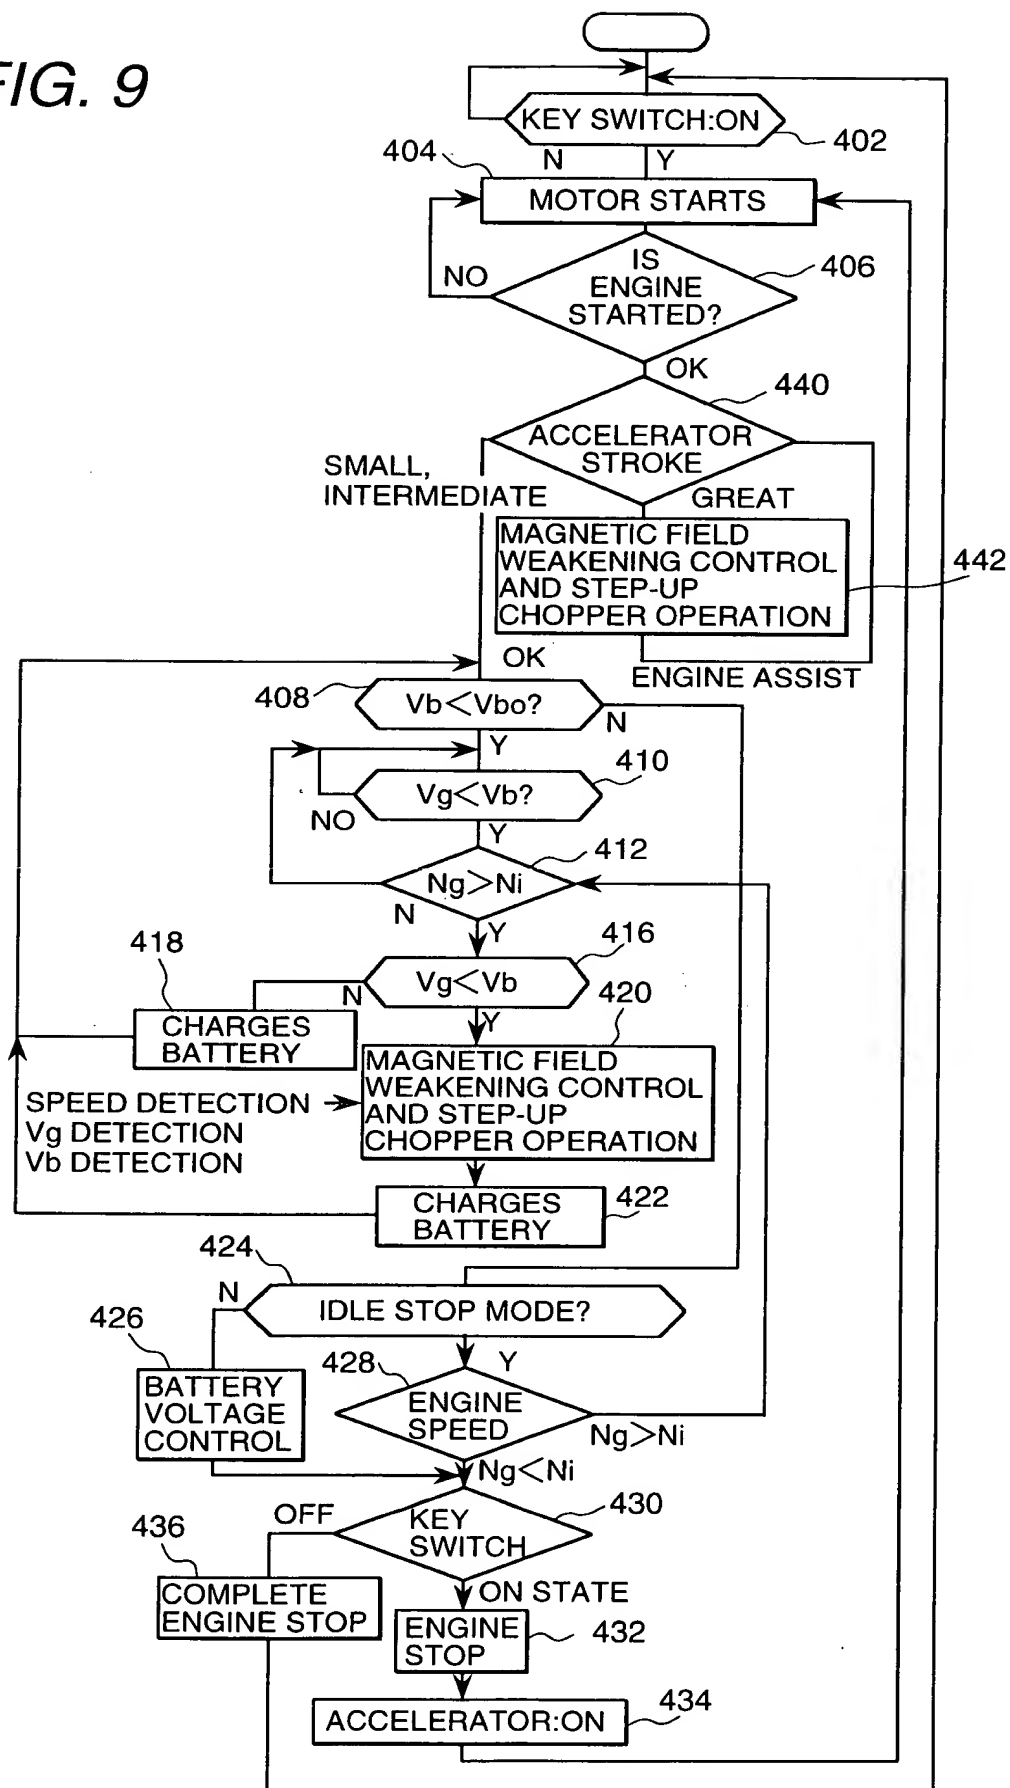 FIG. 9
KEY SWITCH:ON
402
N
Y
404
MOTOR STARTS
406
IS
ENGINE
STARTED?
NO
OK
440
ACCELERATOR
STROKE
SMALL,
INTERMEDIATE
GREAT
MAGNETIC FIELD
WEAKENING CONTROL
AND STEP-UP
CHOPPER OPERATION
442
OK
ENGINE ASSIST
408
Vb<Vbo?
N
Y
410
Vg<Vb?
NO
Y
412
Ng>Ni
N
Y
416
418
Vg<Vb
N
Y
420
CHARGES
BATTERY
MAGNETIC FIELD
WEAKENING CONTROL
AND STEP-UP
CHOPPER OPERATION
SPEED DETECTION
Vg DETECTION
Vb DETECTION
CHARGES
BATTERY
422
424
N
IDLE STOP MODE?
426
428
Y
BATTERY
VOLTAGE
CONTROL
ENGINE
SPEED
Ng>Ni
Ng<Ni
OFF
430
KEY
SWITCH
436
ON STATE
COMPLETE
ENGINE STOP
ENGINE
STOP
432
434
ACCELERATOR:ON